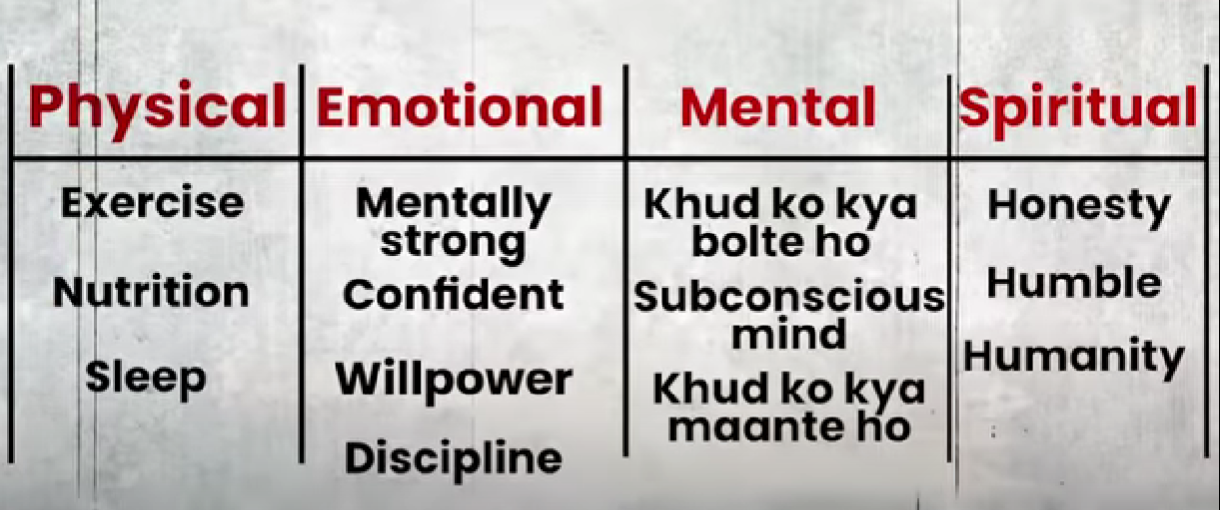 Physical
Exercise
Nutrition
Sleep
Emotional
Mentally
strong
Confident
Willpower
Discipline
Mental
Khud ko kya
bolte ho
Subconscious
mind
Khud ko kya
maante ho
Spiritual
Honesty
Humble
Humanity